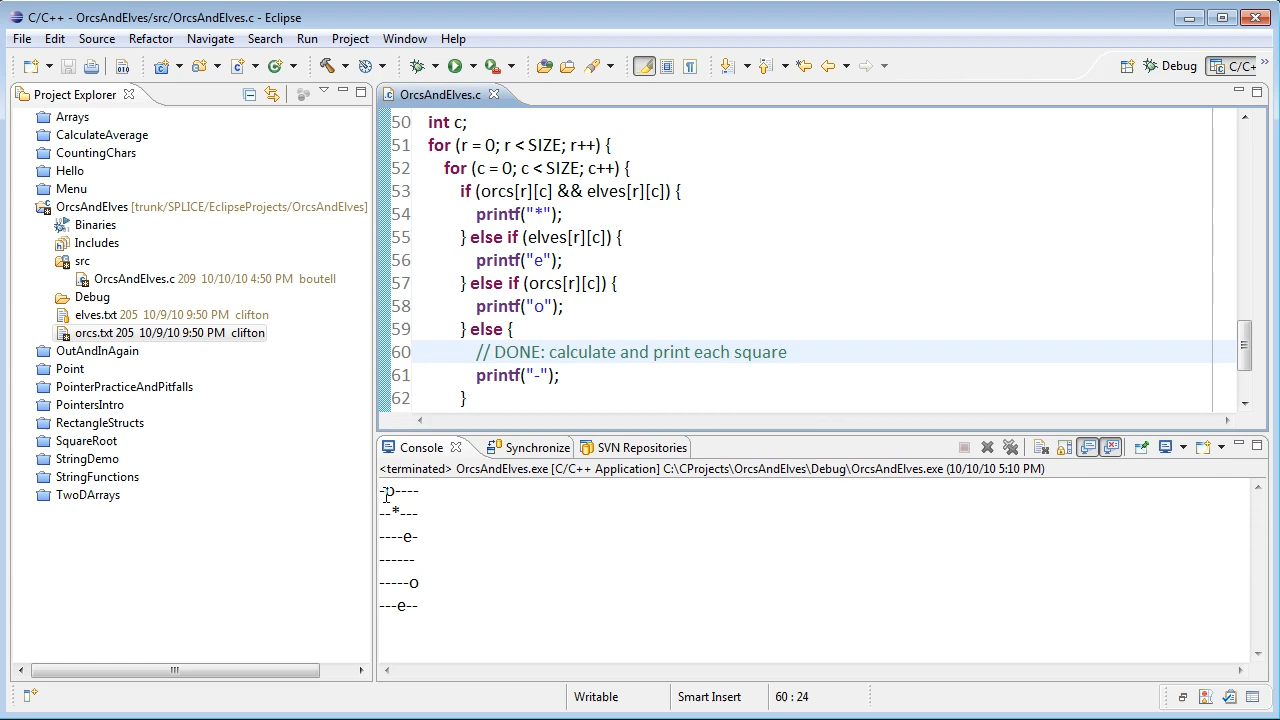 C/C++ - OrcsAndElves/src/OrcsAndElves.c - Eclipse
File Edit Source Refactor Navigate Search Run Project Window Help
Debug C/C+
Project Explorer
Arrays
CalculateAverage
CountingChars
Hello
Menu
OrcsAndElves [trunk/SPLICE/EclipseProjects/OrcsAndElves]
Binaries
Includes
src
OrcsAndElves.c 209 10/10/10 4:50 PM boutell
Debug
elves.txt 205 10/9/10 9:50 PM clifton
orcs.txt 205 10/9/10 9:50 PM clifton
OutAndInAgain
Point
PointerPracticeAndPitfalls
PointersIntro
RectangleStructs
SquareRoot
StringDemo
StringFunctions
TwoDArrays
OrcsAndElves.c
50 int c;
51 for (r = 0; r < SIZE; r++) {
52 for (c = 0; c < SIZE; c++) {
53 if (orcs[r][c] && elves[r][c]) {
54 printf("*");
55 } else if (elves[r][c]) {
56 printf("e");
57 } else if (orcs[r][c]) {
58 printf("o");
59 } else {
60 // DONE: calculate and print each square
61 printf("-");
62 }
Console Synchronize SVN Repositories
<terminated> OrcsAndElves.exe [C/C++ Application] C:\CProjects\OrcsAndElves\Debug\OrcsAndElves.exe (10/10/10 5:10 PM)
-o----
--*---
----e-
------
-----o
---e--
Writable Smart Insert 60 : 24